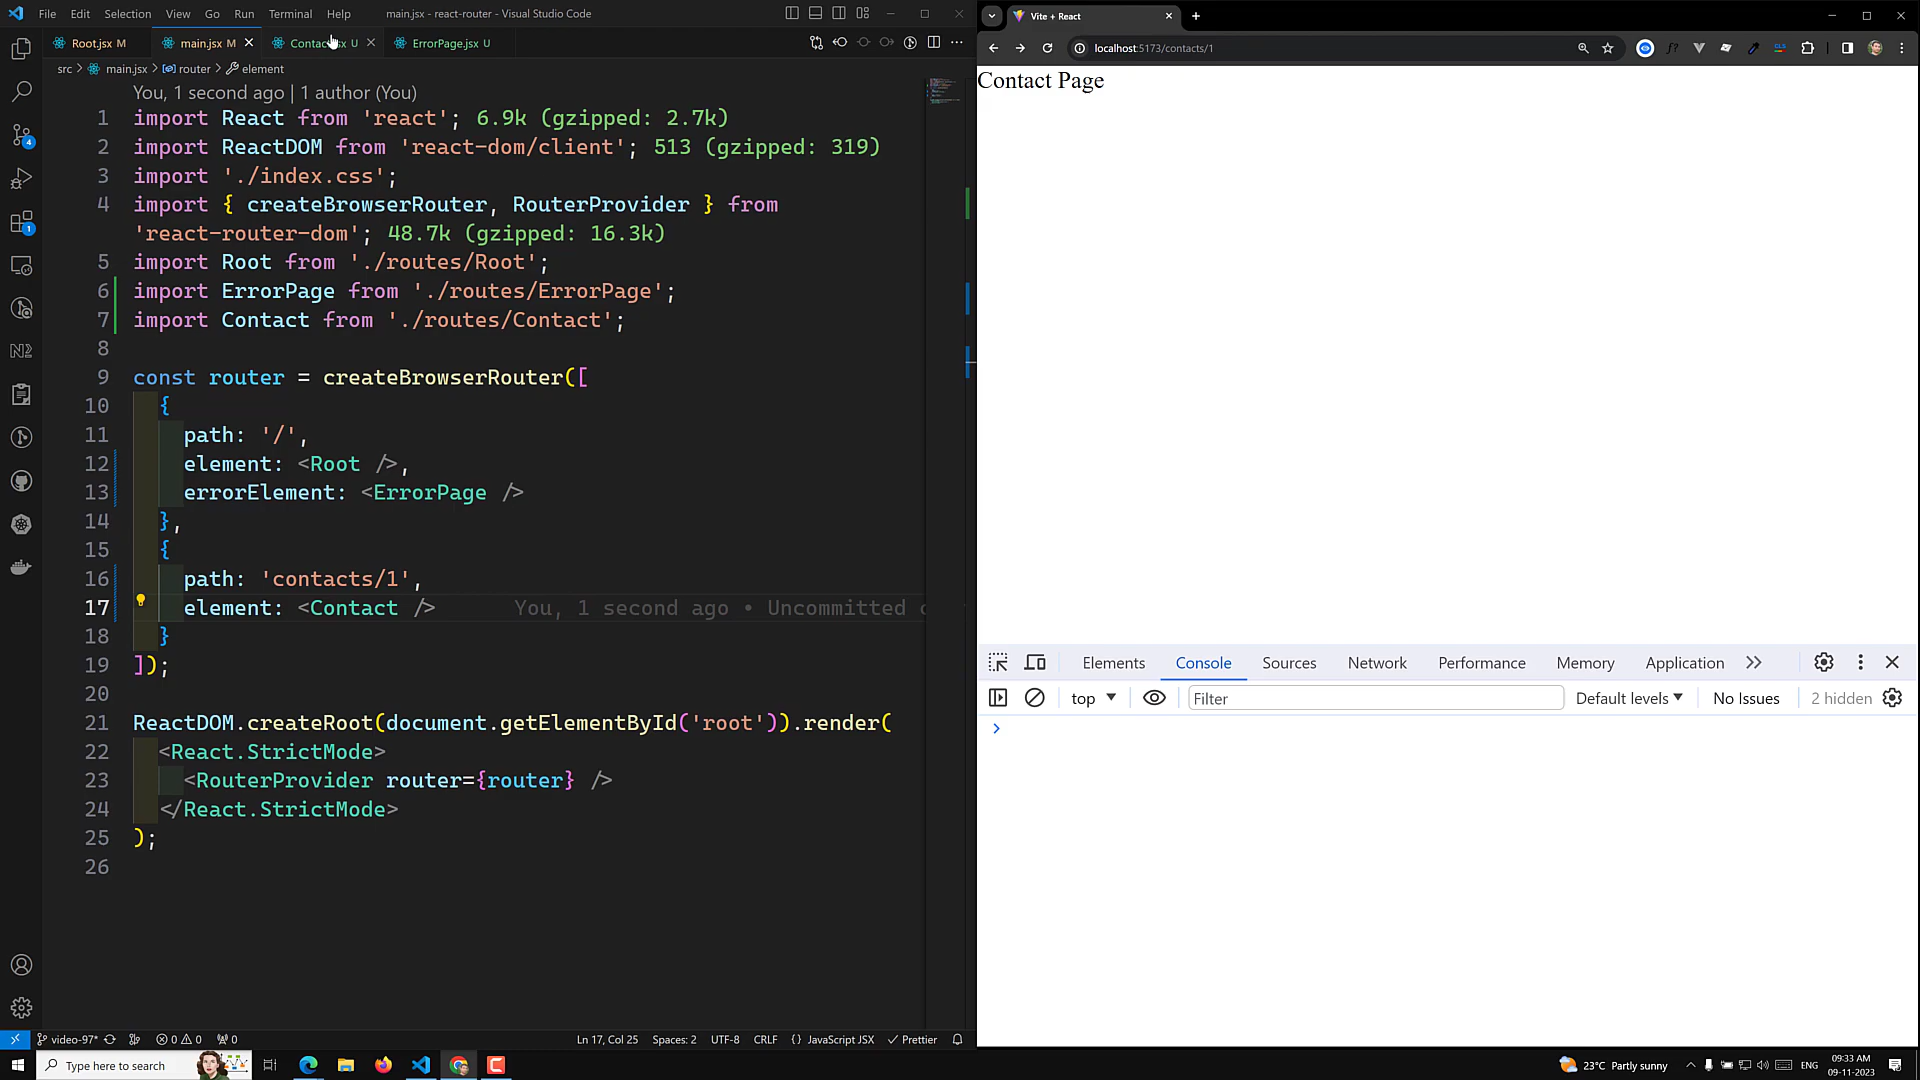 File Edit Selection View Go Run Terminal Help main.jsx - react-router - Visual Studio Code
Root.jsx M main.jsx M Contact.jsx U ErrorPage.jsx U
src > main.jsx > router > element
You, 1 second ago | 1 author (You)
1 import React from 'react'; 6.9k (gzipped: 2.7k)
2 import ReactDOM from 'react-dom/client'; 513 (gzipped: 319)
3 import './index.css';
4 import { createBrowserRouter, RouterProvider } from
'react-router-dom'; 48.7k (gzipped: 16.3k)
5 import Root from './routes/Root';
6 import ErrorPage from './routes/ErrorPage';
7 import Contact from './routes/Contact';
8
9 const router = createBrowserRouter([
10 {
11 path: '/',
12 element: <Root />,
13 errorElement: <ErrorPage />
14 },
15 {
16 path: 'contacts/1',
17 element: <Contact /> You, 1 second ago • Uncommitted
18 }
19 ]);
20
21 ReactDOM.createRoot(document.getElementById('root')).render(
22 <React.StrictMode>
23 <RouterProvider router={router} />
24 </React.StrictMode>
25 );
26
video-97* 0 0 0 Ln 17, Col 25 Spaces: 2 UTF-8 CRLF {} JavaScript JSX Prettier
Vite + React
localhost:5173/contacts/1
Contact Page
Elements Console Sources Network Performance Memory Application
top Filter Default levels No Issues 2 hidden
Type here to search
23°C Partly sunny ENG 09:33 AM
09-11-2023